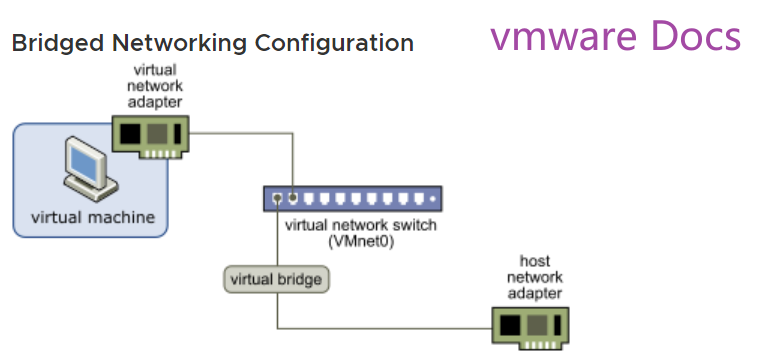 Bridged Networking Configuration
vmware Docs
virtual
network
adapter
virtual machine
virtual network switch
(VMnet0)
virtual bridge
host
network
adapter